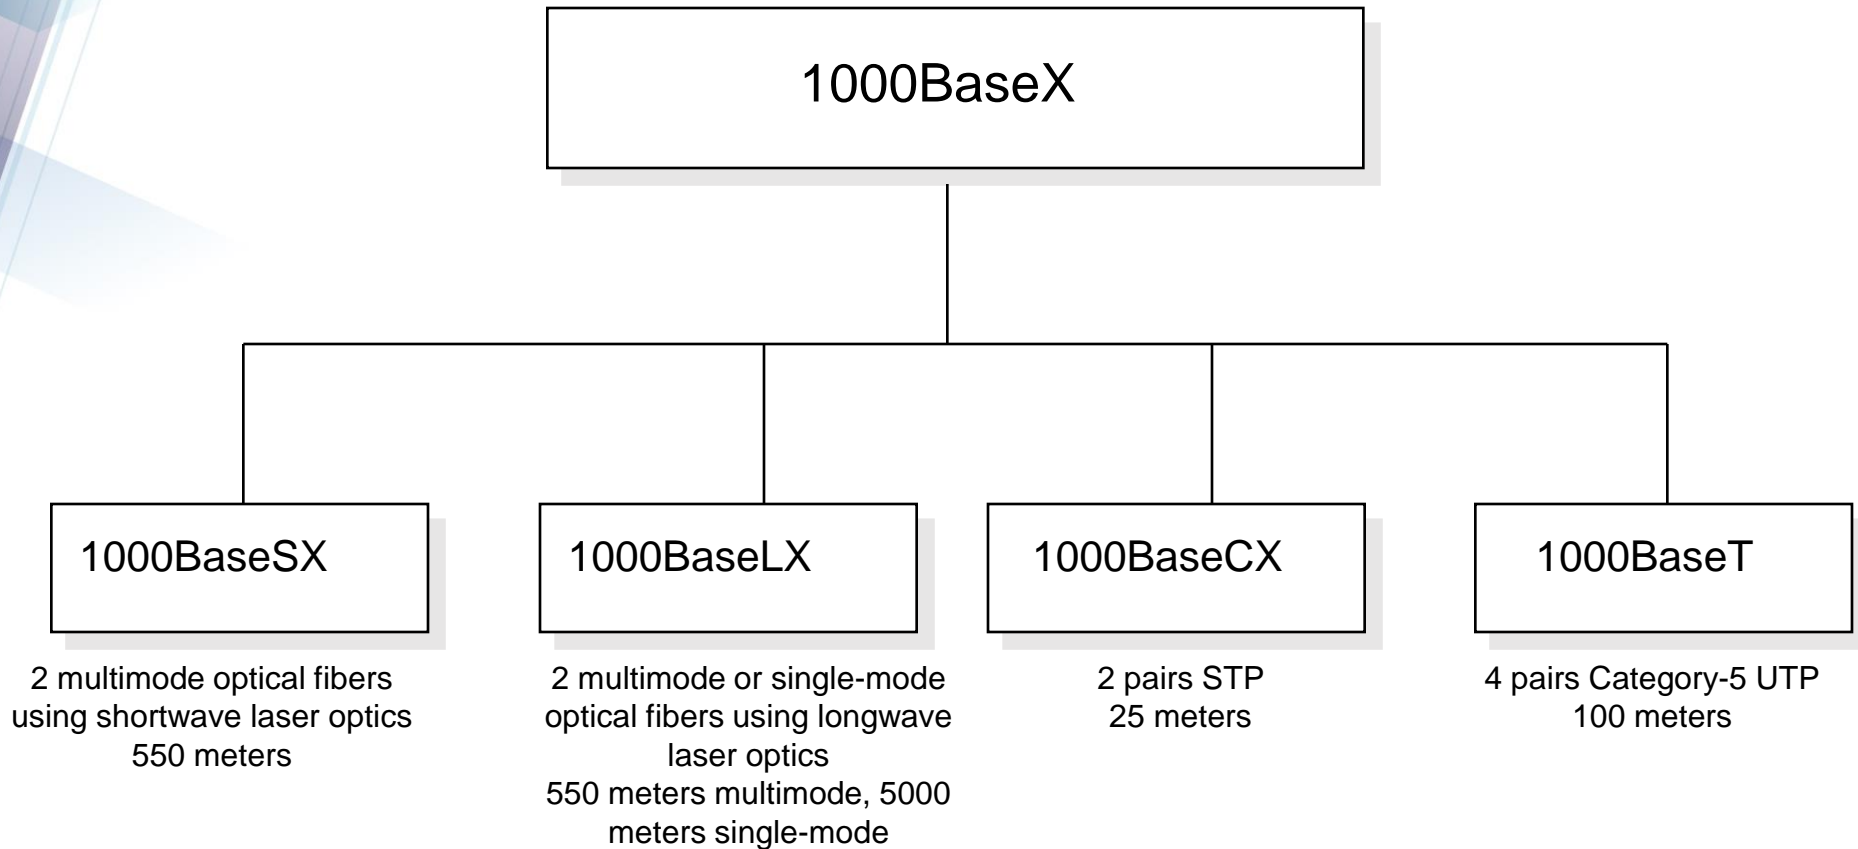 1000BaseX
1000BaseSX
2 multimode optical fibers
using shortwave laser optics
550 meters
1000BaseLX
2 multimode or single-mode
optical fibers using longwave
laser optics
550 meters multimode, 5000
meters single-mode
1000BaseCX
2 pairs STP
25 meters
1000BaseT
4 pairs Category-5 UTP
100 meters